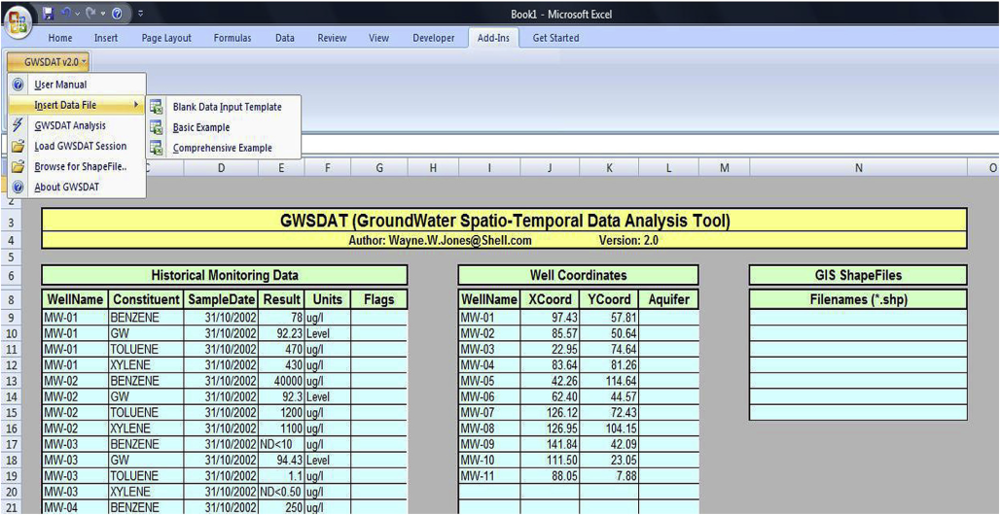 Book1 - Microsoft Excel
Home Insert Page Layout Formulas Data Review View Developer Add-Ins Get Started
GWSDAT v2.0
User Manual
Insert Data File
GWSDAT Analysis
Load GWSDAT Session
Browse for ShapeFile..
About GWSDAT
Blank Data Input Template
Basic Example
Comprehensive Example
C D E F G H I J K L M N O
2
3 GWSDAT (GroundWater Spatio-Temporal Data Analysis Tool)
4 Author: Wayne.W.Jones@Shell.com Version: 2.0
5
6 Historical Monitoring Data Well Coordinates GIS ShapeFiles
8 WellName Constituent SampleDate Result Units Flags WellName XCoord YCoord Aquifer Filenames (*.shp)
9 MW-01 BENZENE 31/10/2002 78 ug/l MW-01 97.43 57.81
10 MW-01 GW 31/10/2002 92.23 Level MW-02 85.57 50.64
11 MW-01 TOLUENE 31/10/2002 470 ug/l MW-03 22.95 74.64
12 MW-01 XYLENE 31/10/2002 430 ug/l MW-04 83.64 81.26
13 MW-02 BENZENE 31/10/2002 40000 ug/l MW-05 42.26 114.64
14 MW-02 GW 31/10/2002 92.3 Level MW-06 62.40 44.57
15 MW-02 TOLUENE 31/10/2002 1200 ug/l MW-07 126.12 72.43
16 MW-02 XYLENE 31/10/2002 1100 ug/l MW-08 126.95 104.15
17 MW-03 BENZENE 31/10/2002 ND<10 ug/l MW-09 141.84 42.09
18 MW-03 GW 31/10/2002 94.43 Level MW-10 111.50 23.05
19 MW-03 TOLUENE 31/10/2002 1.1 ug/l MW-11 88.05 7.88
20 MW-03 XYLENE 31/10/2002 ND<0.50 ug/l
21 MW-04 BENZENE 31/10/2002 250 ug/l